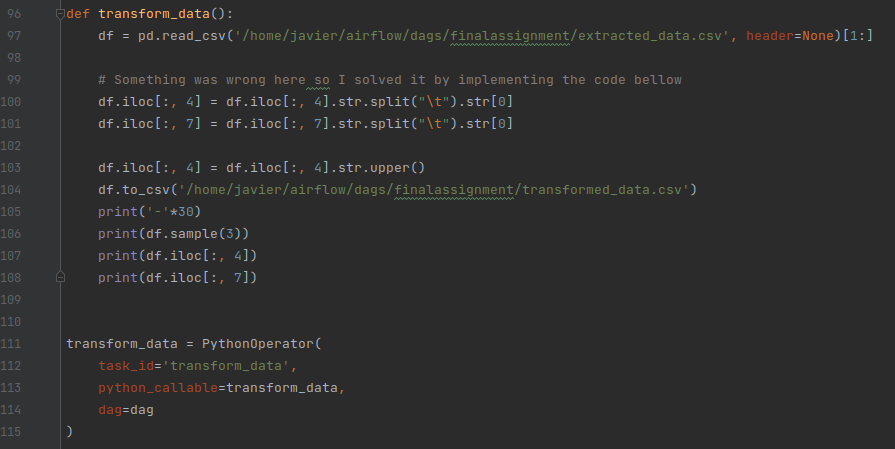 96 def transform_data():
97     df = pd.read_csv('/home/javier/airflow/dags/finalassignment/extracted_data.csv', header=None)[1:]
98
99     # Something was wrong here so I solved it by implementing the code bellow
100     df.iloc[:, 4] = df.iloc[:, 4].str.split("\t").str[0]
101     df.iloc[:, 7] = df.iloc[:, 7].str.split("\t").str[0]
102
103     df.iloc[:, 4] = df.iloc[:, 4].str.upper()
104     df.to_csv('/home/javier/airflow/dags/finalassignment/transformed_data.csv')
105     print('-'*30)
106     print(df.sample(3))
107     print(df.iloc[:, 4])
108     print(df.iloc[:, 7])
109
110
111 transform_data = PythonOperator(
112     task_id='transform_data',
113     python_callable=transform_data,
114     dag=dag
115 )